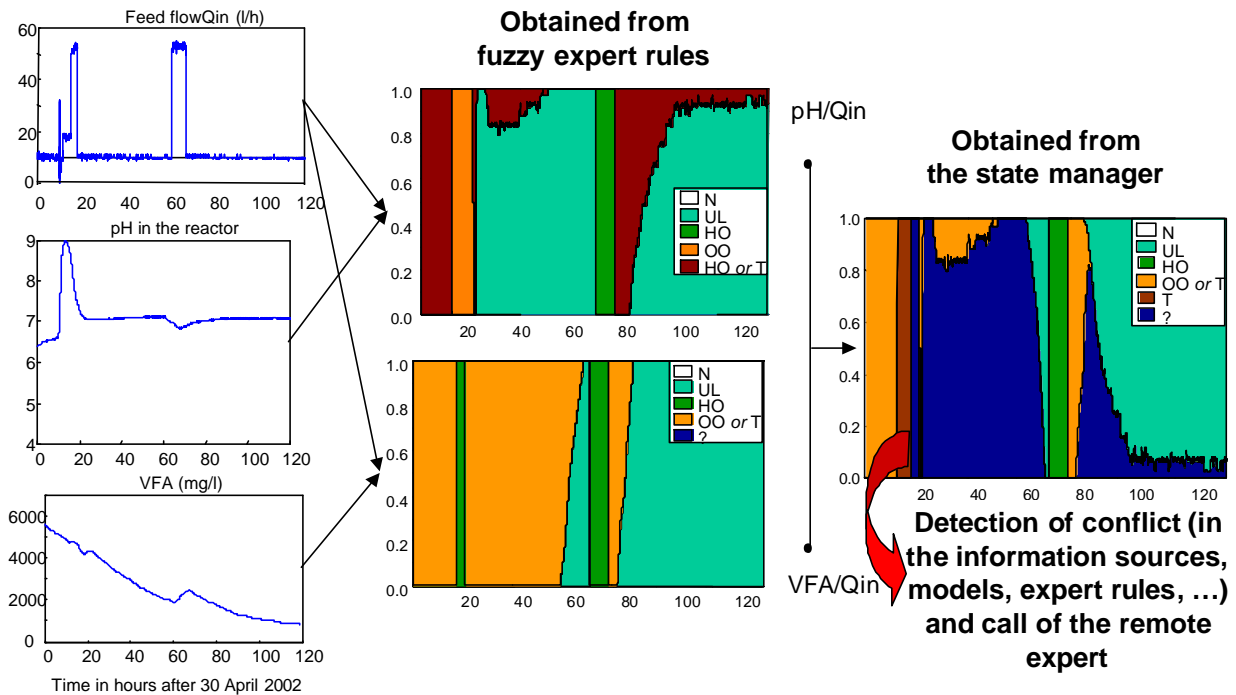 Feed flowQin (l/h)
60
40
20
0
0 20 40 60 80 100 120
pH in the reactor
9
8
7
6
5
4
0 20 40 60 80 100 120
VFA (mg/l)
6000
4000
2000
0
0 20 40 60 80 100 120
Time in hours after 30 April 2002
Obtained from
fuzzy expert rules
1.0
0.8
0.6
0.4
0.2
0.0
20 40 60 80 100 120
N
UL
HO
OO
HO or T
1.0
0.8
0.6
0.4
0.2
0.0
20 40 60 80 100 120
N
UL
HO
OO or T
?
pH/Qin
VFA/Qin
Obtained from
the state manager
1.0
0.8
0.6
0.4
0.2
0.0
20 40 60 80 100 120
N
UL
HO
OO or T
T
?
Detection of conflict (in
the information sources,
models, expert rules, …)
and call of the remote
expert